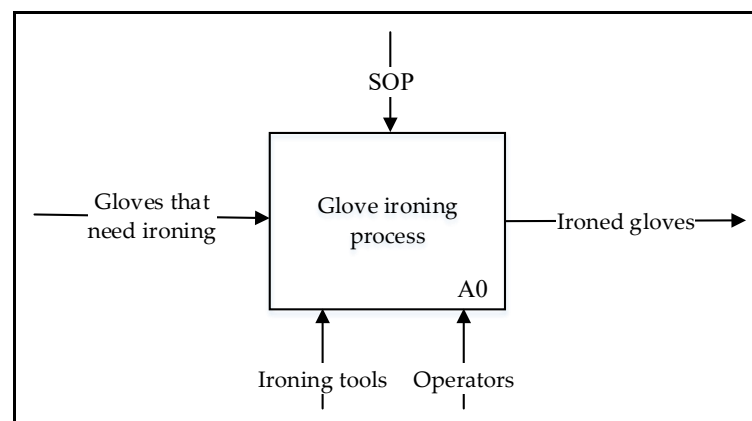 SOP
Gloves that
need ironing
Glove ironing
process
Ironed gloves
A0
Ironing tools
Operators